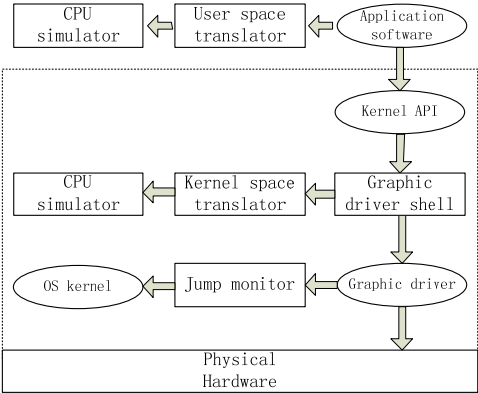 CPU
simulator
User space
translator
Application
software
Kernel API
CPU
simulator
Kernel space
translator
Graphic
driver shell
OS kernel
Jump monitor
Graphic driver
Physical
Hardware